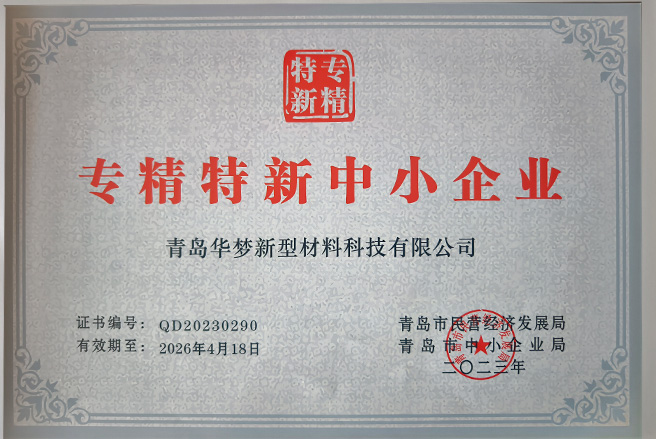 专精
特新
专精特新中小企业
青岛华梦新型材料科技有限公司
证书编号：QD20230290
有效期至：2026年4月18日
青岛市民营经济发展局
青岛市中小企业局
二〇二三年